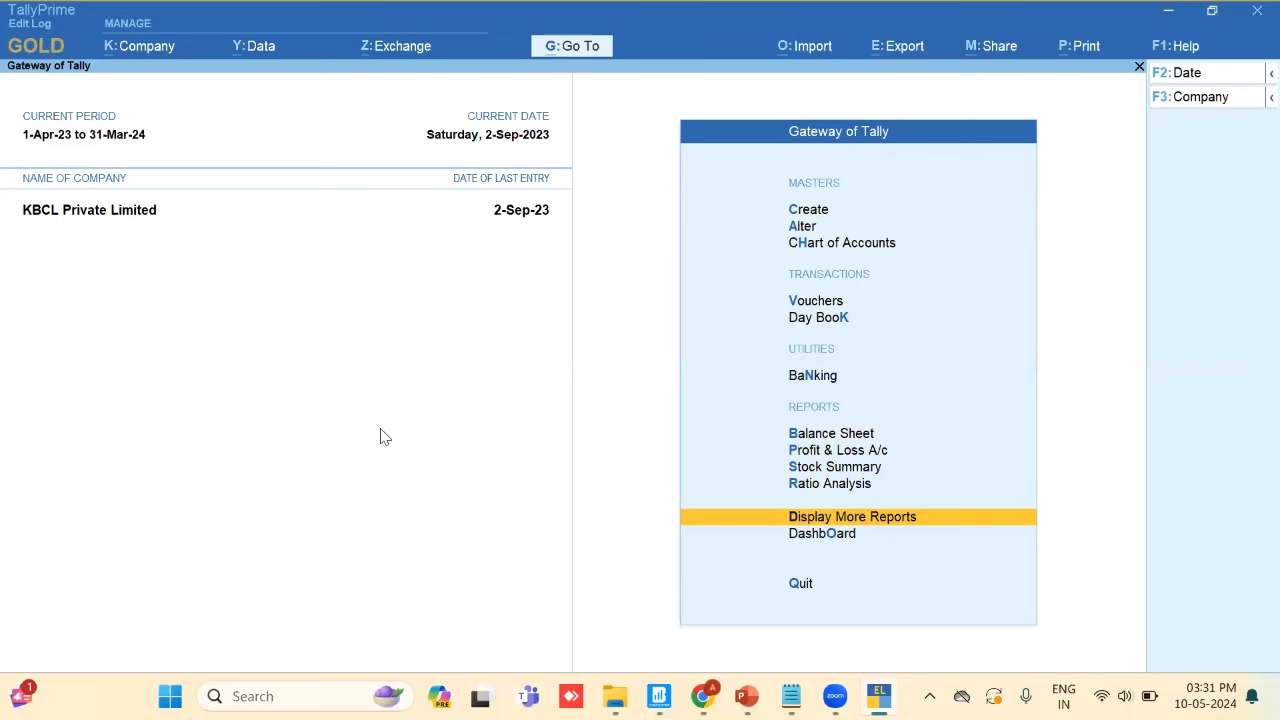 TallyPrime
Edit Log
MANAGE
GOLD
K:Company
Y:Data
Z:Exchange
G:Go To
O:Import
E:Export
M:Share
P:Print
F1:Help
Gateway of Tally
F2:Date
F3:Company
CURRENT PERIOD
CURRENT DATE
1-Apr-23 to 31-Mar-24
Saturday, 2-Sep-2023
NAME OF COMPANY
DATE OF LAST ENTRY
KBCL Private Limited
2-Sep-23
Gateway of Tally
MASTERS
Create
Alter
CHart of Accounts
TRANSACTIONS
Vouchers
Day BooK
UTILITIES
BaNking
REPORTS
Balance Sheet
Profit & Loss A/c
Stock Summary
Ratio Analysis
Display More Reports
DashbOard
Quit
1
Search
PRE
A
zoom
EL
ENG
IN
03:31 PM
10-05-2024